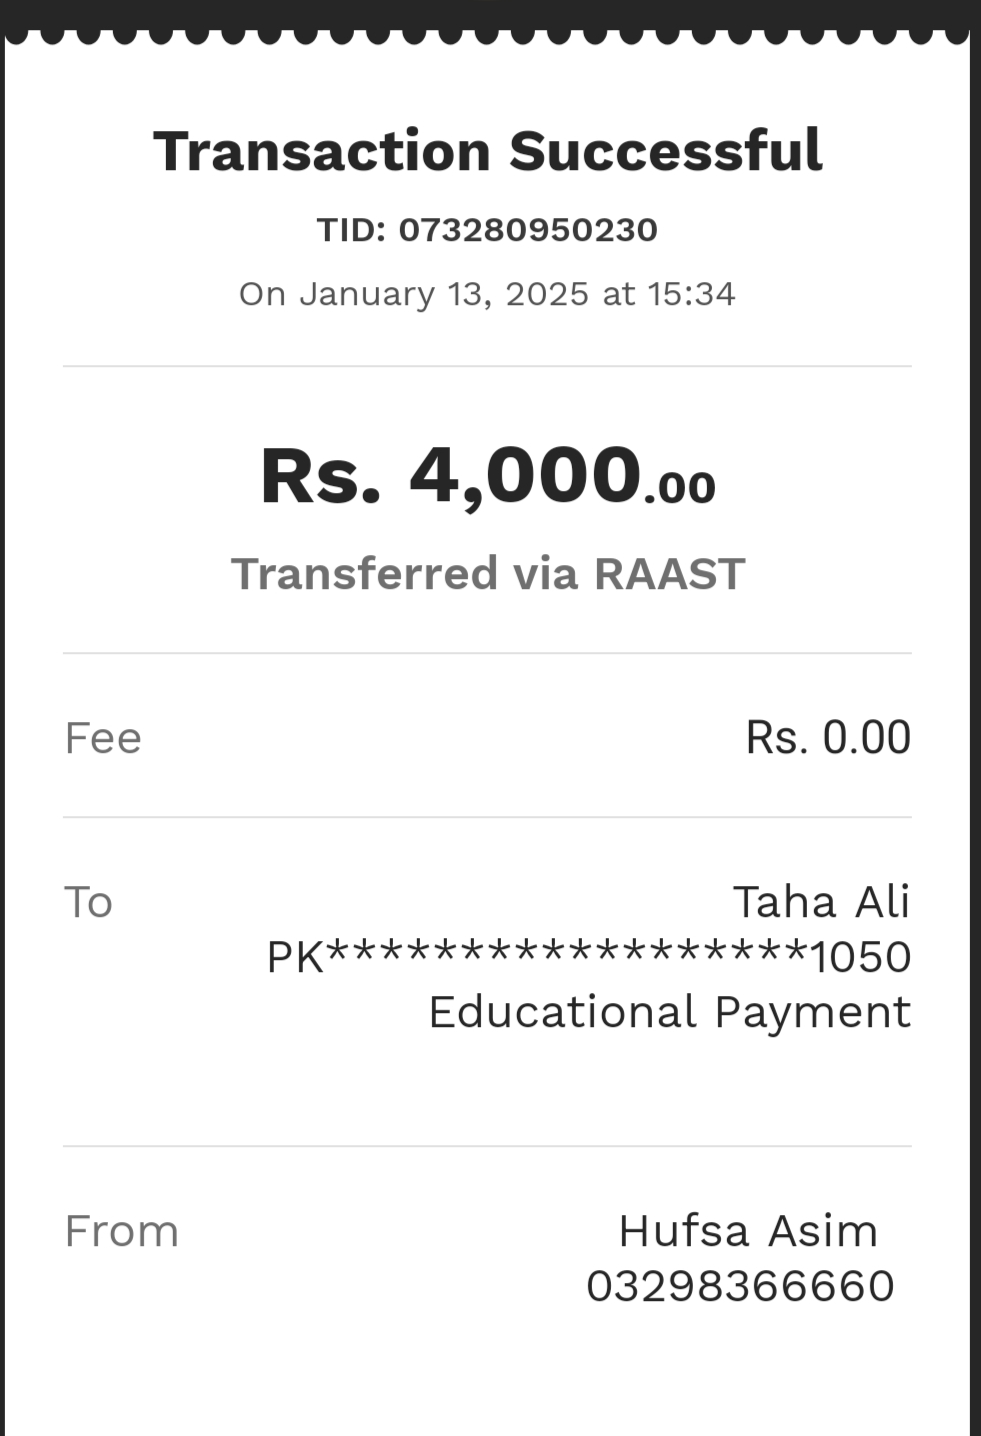 Transaction Successful
TID: 073280950230
On January 13, 2025 at 15:34
Rs. 4,000.00
Transferred via RAAST
Fee Rs. 0.00
To Taha Ali
PK******************1050
Educational Payment
From Hufsa Asim
03298366660